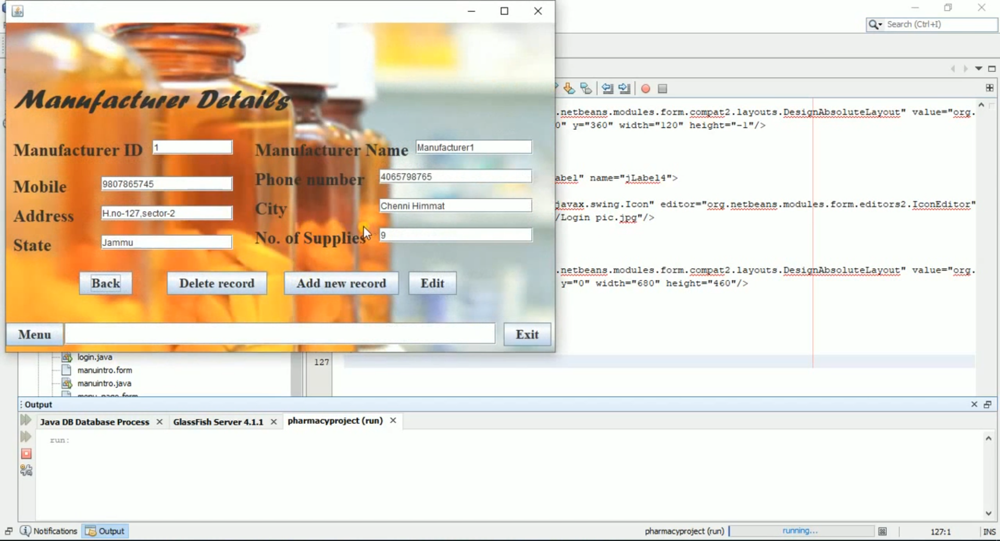 Search (Ctrl+I)
Manufacturer Details
Manufacturer ID 1 Manufacturer Name Manufacturer1
Mobile 9807865745 Phone number 4065798765
Address H.no-127,sector-2 City Chenni Himmat
State Jammu No. of Supplies 9
Back Delete record Add new record Edit
Menu Exit
.netbeans.modules.form.compat2.layouts.DesignAbsoluteLayout" value="org.
0" y="360" width="120" height="-1"/>
abel" name="jLabel4">
javax.swing.Icon" editor="org.netbeans.modules.form.editors2.IconEditor"
/Login pic.jpg"/>
.netbeans.modules.form.compat2.layouts.DesignAbsoluteLayout" value="org.
y="0" width="680" height="460"/>
login.java
manuintro.form
manuintro.java
menu_page.form
127
Output
Java DB Database Process GlassFish Server 4.1.1 pharmacyproject (run)
run:
Notifications Output pharmacyproject (run) running... 127:1 INS